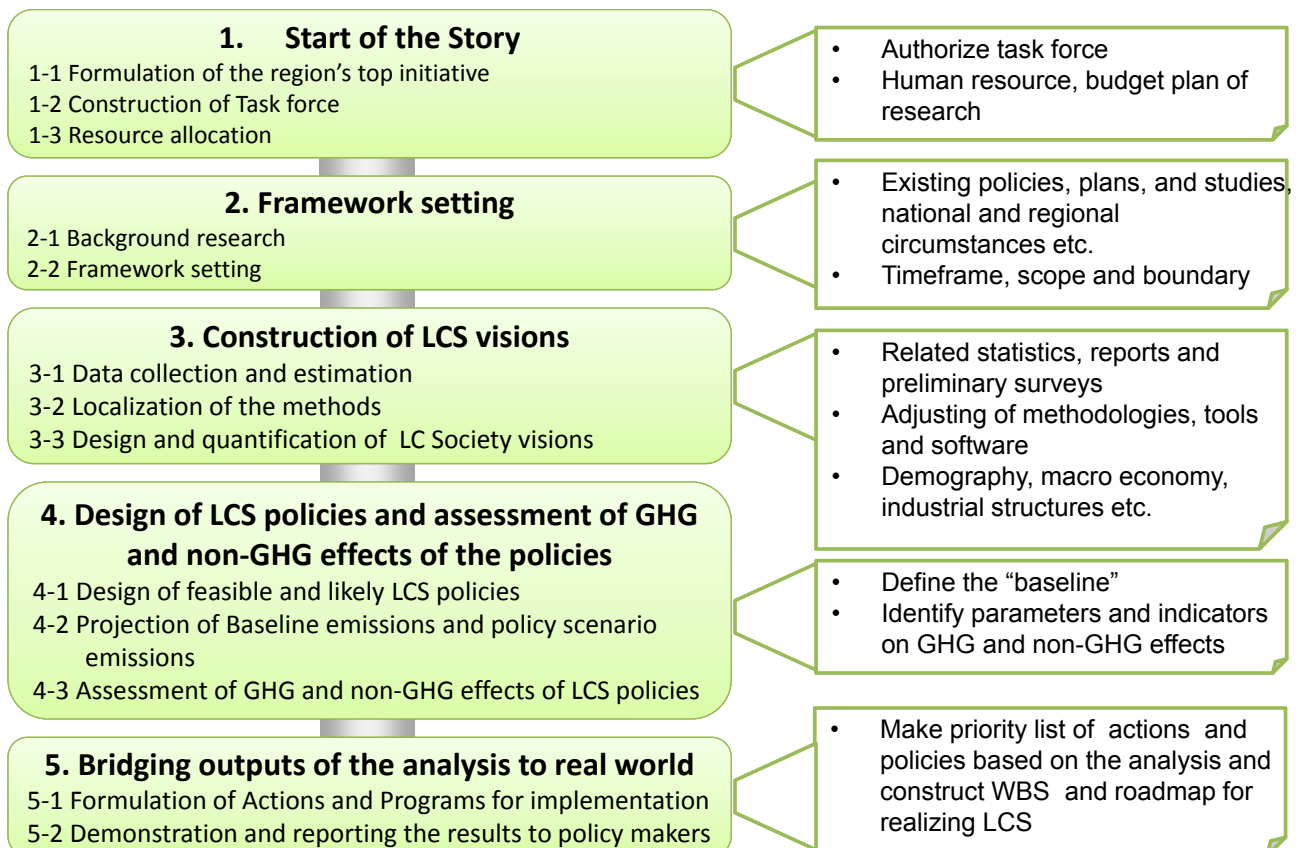 1. Start of the Story
1-1 Formulation of the region's top initiative
1-2 Construction of Task force
1-3 Resource allocation
• Authorize task force
• Human resource, budget plan of
research
2. Framework setting
2-1 Background research
2-2 Framework setting
• Existing policies, plans, and studies,
national and regional
circumstances etc.
• Timeframe, scope and boundary
3. Construction of LCS visions
3-1 Data collection and estimation
3-2 Localization of the methods
3-3 Design and quantification of LC Society visions
• Related statistics, reports and
preliminary surveys
• Adjusting of methodologies, tools
and software
• Demography, macro economy,
industrial structures etc.
4. Design of LCS policies and assessment of GHG
and non-GHG effects of the policies
4-1 Design of feasible and likely LCS policies
4-2 Projection of Baseline emissions and policy scenario
emissions
4-3 Assessment of GHG and non-GHG effects of LCS policies
• Define the “baseline”
• Identify parameters and indicators
on GHG and non-GHG effects
5. Bridging outputs of the analysis to real world
5-1 Formulation of Actions and Programs for implementation
5-2 Demonstration and reporting the results to policy makers
• Make priority list of actions and
policies based on the analysis and
construct WBS and roadmap for
realizing LCS